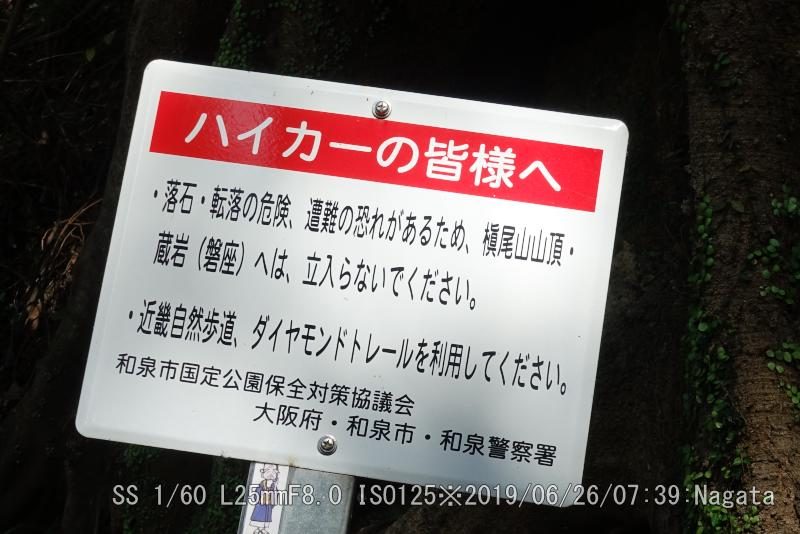 ハイカーの皆様へ
・落石・転落の危険、遭難の恐れがあるため、槇尾山山頂・
蔵岩（磐座）へは、立入らないでください。
・近畿自然歩道、ダイヤモンドトレールを利用してください。
和泉市国定公園保全対策協議会
大阪府・和泉市・和泉警察署
SS 1/60 L25mmF8.0 ISO125※2019/06/26/07:39:Nagata